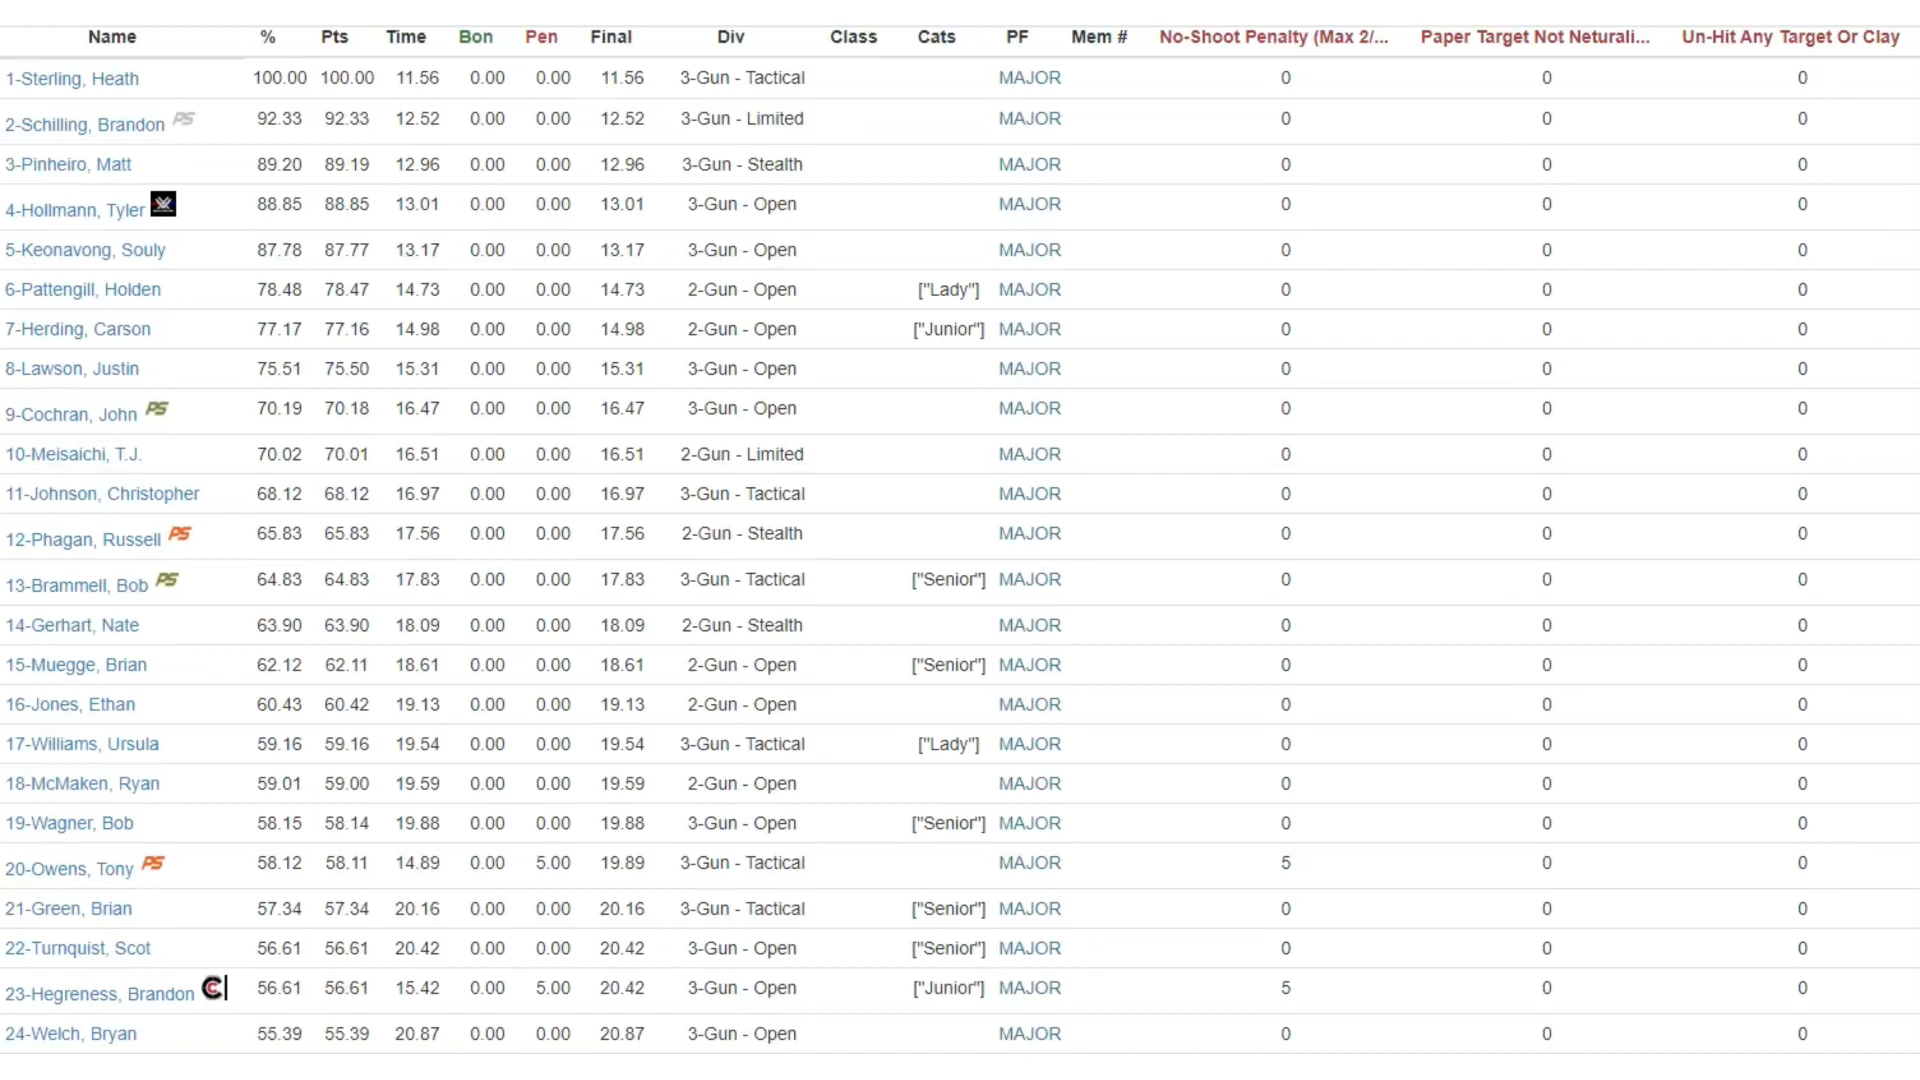 Name % Pts Time Bon Pen Final Div Class Cats PF Mem # No-Shoot Penalty (Max 2/... Paper Target Not Neturali... Un-Hit Any Target Or Clay
1-Sterling, Heath 100.00 100.00 11.56 0.00 0.00 11.56 3-Gun - Tactical MAJOR 0 0 0
2-Schilling, Brandon PS 92.33 92.33 12.52 0.00 0.00 12.52 3-Gun - Limited MAJOR 0 0 0
3-Pinheiro, Matt 89.20 89.19 12.96 0.00 0.00 12.96 3-Gun - Stealth MAJOR 0 0 0
4-Hollmann, Tyler 88.85 88.85 13.01 0.00 0.00 13.01 3-Gun - Open MAJOR 0 0 0
5-Keonavong, Souly 87.78 87.77 13.17 0.00 0.00 13.17 3-Gun - Open MAJOR 0 0 0
6-Pattengill, Holden 78.48 78.47 14.73 0.00 0.00 14.73 2-Gun - Open ["Lady"] MAJOR 0 0 0
7-Herding, Carson 77.17 77.16 14.98 0.00 0.00 14.98 2-Gun - Open ["Junior"] MAJOR 0 0 0
8-Lawson, Justin 75.51 75.50 15.31 0.00 0.00 15.31 3-Gun - Open MAJOR 0 0 0
9-Cochran, John PS 70.19 70.18 16.47 0.00 0.00 16.47 3-Gun - Open MAJOR 0 0 0
10-Meisaichi, T.J. 70.02 70.01 16.51 0.00 0.00 16.51 2-Gun - Limited MAJOR 0 0 0
11-Johnson, Christopher 68.12 68.12 16.97 0.00 0.00 16.97 3-Gun - Tactical MAJOR 0 0 0
12-Phagan, Russell PS 65.83 65.83 17.56 0.00 0.00 17.56 2-Gun - Stealth MAJOR 0 0 0
13-Brammell, Bob PS 64.83 64.83 17.83 0.00 0.00 17.83 3-Gun - Tactical ["Senior"] MAJOR 0 0 0
14-Gerhart, Nate 63.90 63.90 18.09 0.00 0.00 18.09 2-Gun - Stealth MAJOR 0 0 0
15-Muegge, Brian 62.12 62.11 18.61 0.00 0.00 18.61 2-Gun - Open ["Senior"] MAJOR 0 0 0
16-Jones, Ethan 60.43 60.42 19.13 0.00 0.00 19.13 2-Gun - Open MAJOR 0 0 0
17-Williams, Ursula 59.16 59.16 19.54 0.00 0.00 19.54 3-Gun - Tactical ["Lady"] MAJOR 0 0 0
18-McMaken, Ryan 59.01 59.00 19.59 0.00 0.00 19.59 2-Gun - Open MAJOR 0 0 0
19-Wagner, Bob 58.15 58.14 19.88 0.00 0.00 19.88 3-Gun - Open ["Senior"] MAJOR 0 0 0
20-Owens, Tony PS 58.12 58.11 14.89 0.00 5.00 19.89 3-Gun - Tactical MAJOR 5 0 0
21-Green, Brian 57.34 57.34 20.16 0.00 0.00 20.16 3-Gun - Tactical ["Senior"] MAJOR 0 0 0
22-Turnquist, Scot 56.61 56.61 20.42 0.00 0.00 20.42 3-Gun - Open ["Senior"] MAJOR 0 0 0
23-Hegreness, Brandon 56.61 56.61 15.42 0.00 5.00 20.42 3-Gun - Open ["Junior"] MAJOR 5 0 0
24-Welch, Bryan 55.39 55.39 20.87 0.00 0.00 20.87 3-Gun - Open MAJOR 0 0 0